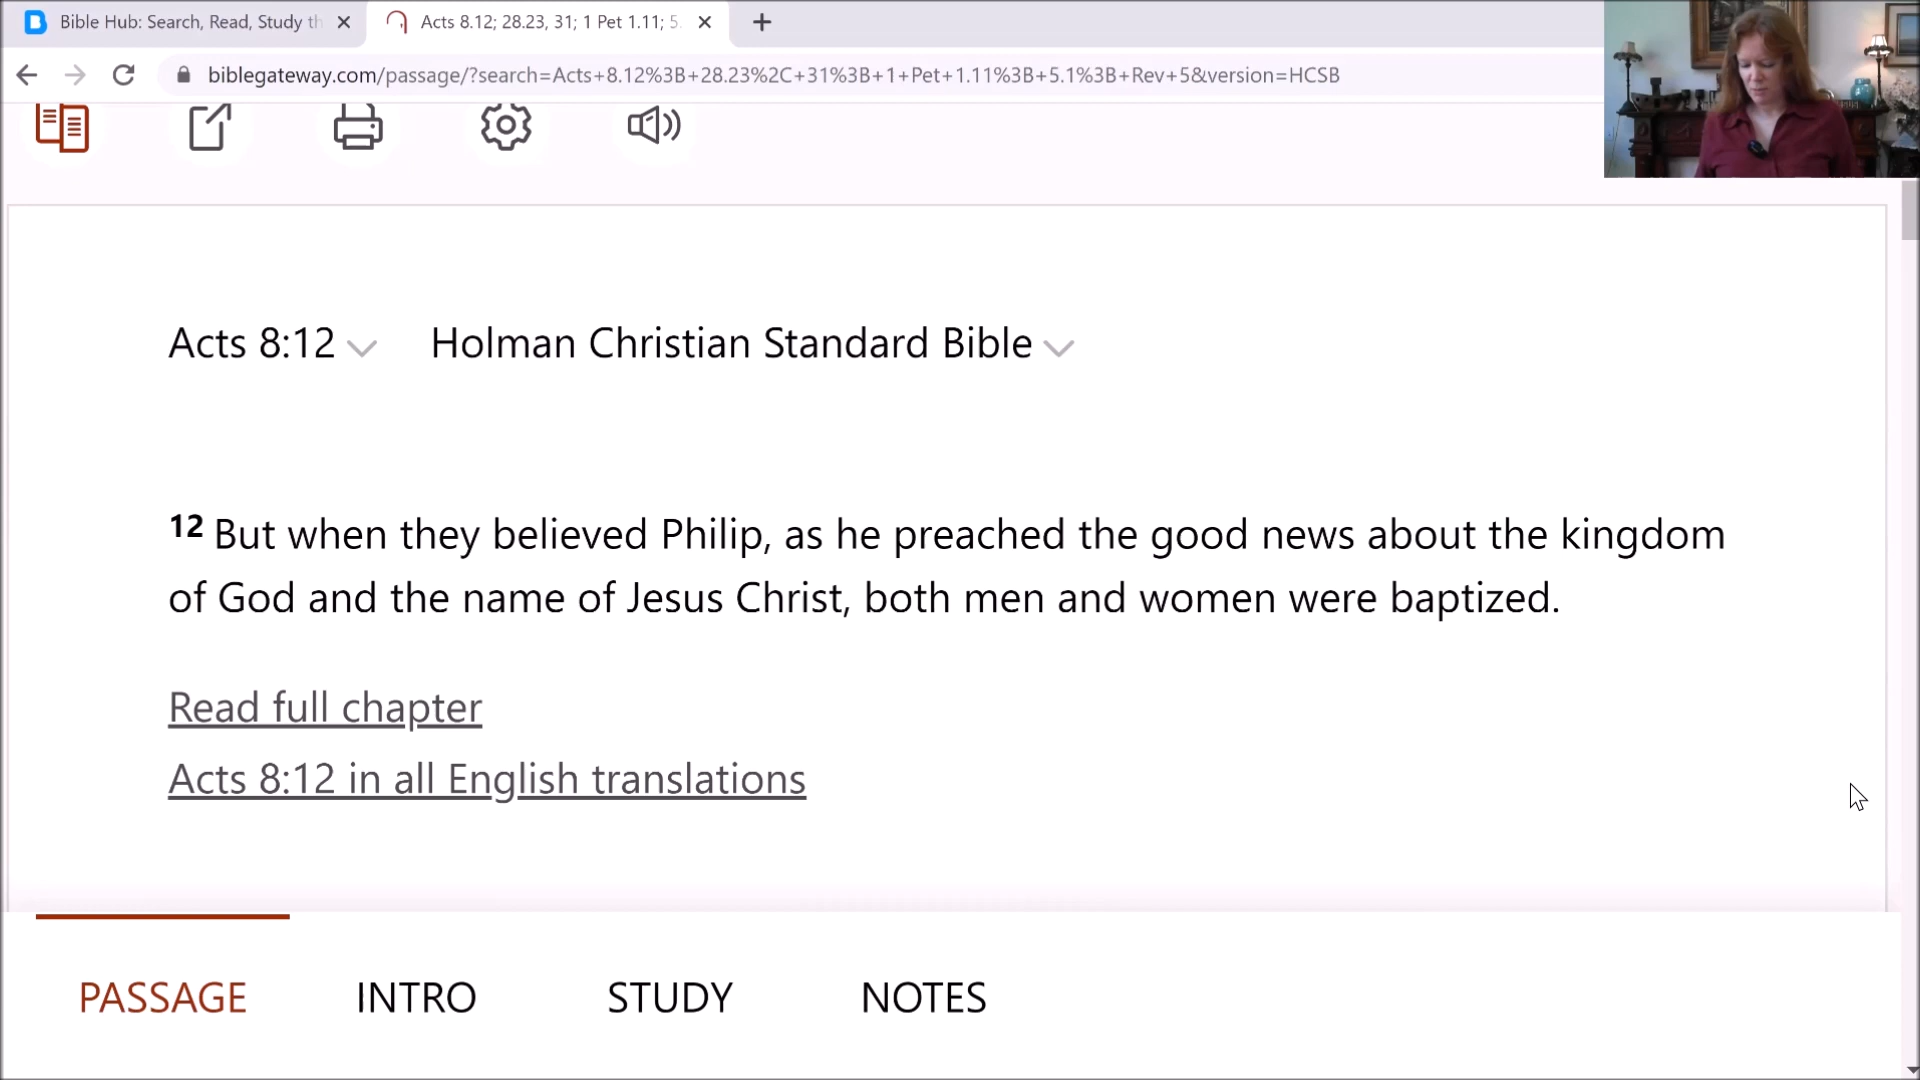 Bible Hub: Search, Read, Study th
Acts 8.12; 28.23, 31; 1 Pet 1.11; 5.
biblegateway.com/passage/?search=Acts+8.12%3B+28.23%2C+31%3B+1+Pet+1.11%3B+5.1%3B+Rev+5&version=HCSB
Acts 8:12 Holman Christian Standard Bible
12 But when they believed Philip, as he preached the good news about the kingdom
of God and the name of Jesus Christ, both men and women were baptized.
Read full chapter
Acts 8:12 in all English translations
PASSAGE INTRO STUDY NOTES